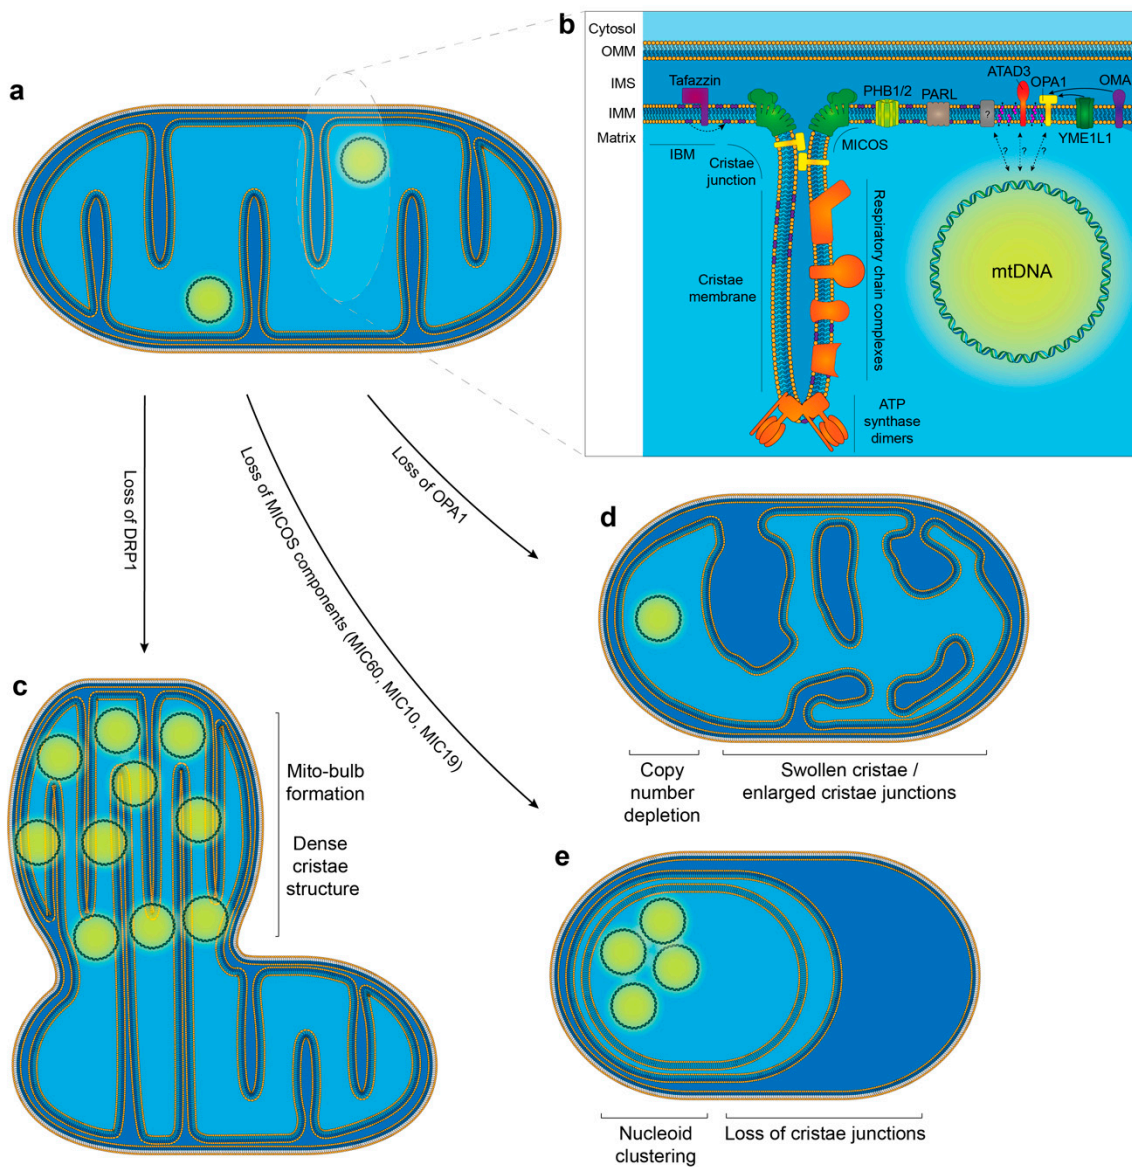 a
b
Cytosol
OMM
IMS
IMM
Matrix
Tafazzin
PHB1/2
PARL
ATAD3
OPA1
OMA
?
YME1L1
IBM
Cristae
junction
MICOS
? ? ?
Cristae
membrane
Respiratory chain complexes
mtDNA
ATP
synthase
dimers
Loss of DRP1
Loss of MICOS components (MIC60, MIC10, MIC19)
Loss of OPA1
c
Mito-bulb
formation
Dense
cristae
structure
d
Copy
number
depletion
Swollen cristae /
enlarged cristae junctions
e
Nucleoid
clustering
Loss of cristae junctions